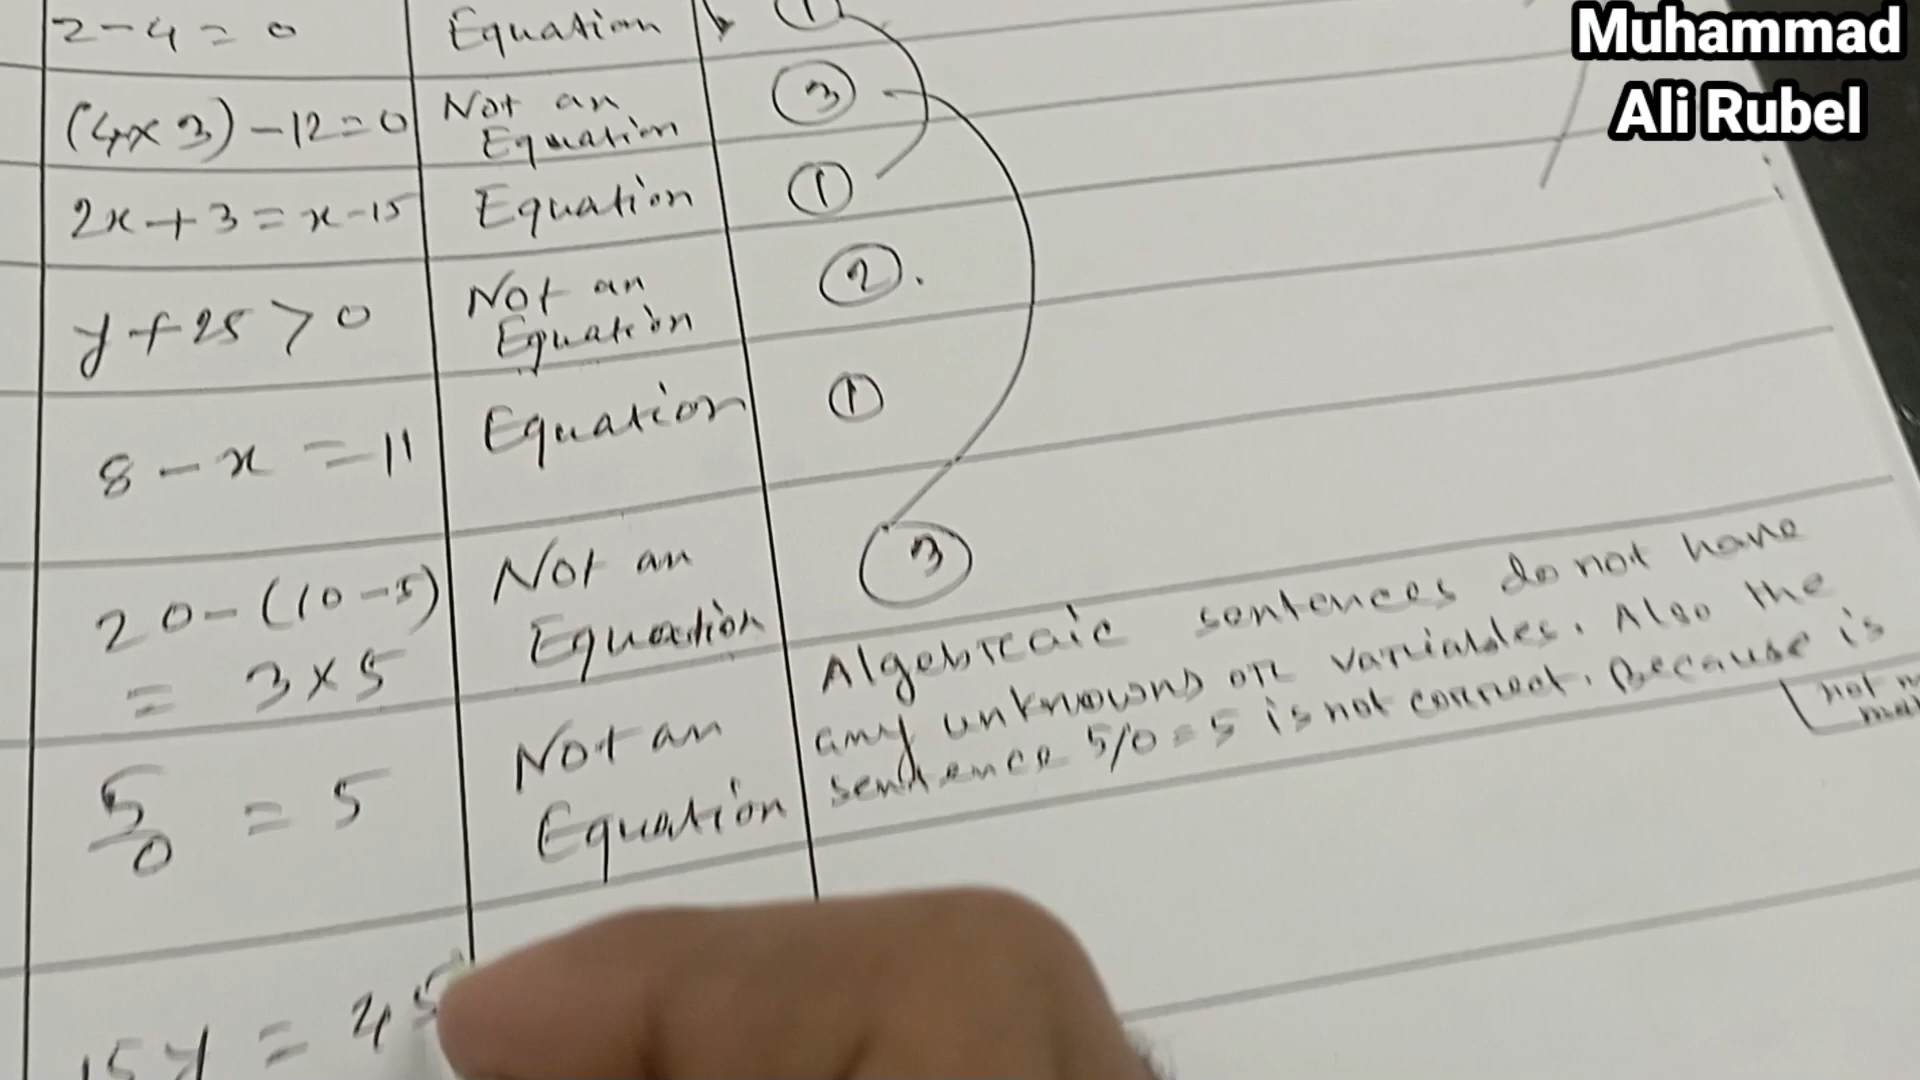 2-4=0 Equation ①
(4×3)-12=0 Not an Equation ③
2x+3=x-15 Equation ①
y+25>0 Not an Equation ②.
8-x=11 Equation ①
20-(10-5)
= 3×5 Not an Equation ③
5/0 = 5 Not an Equation
Algebraic sentences do not have
any unknowns or variables. Also the
sentence 5/0=5 is not correct. Because is
not
15y = 45
Muhammad
Ali Rubel